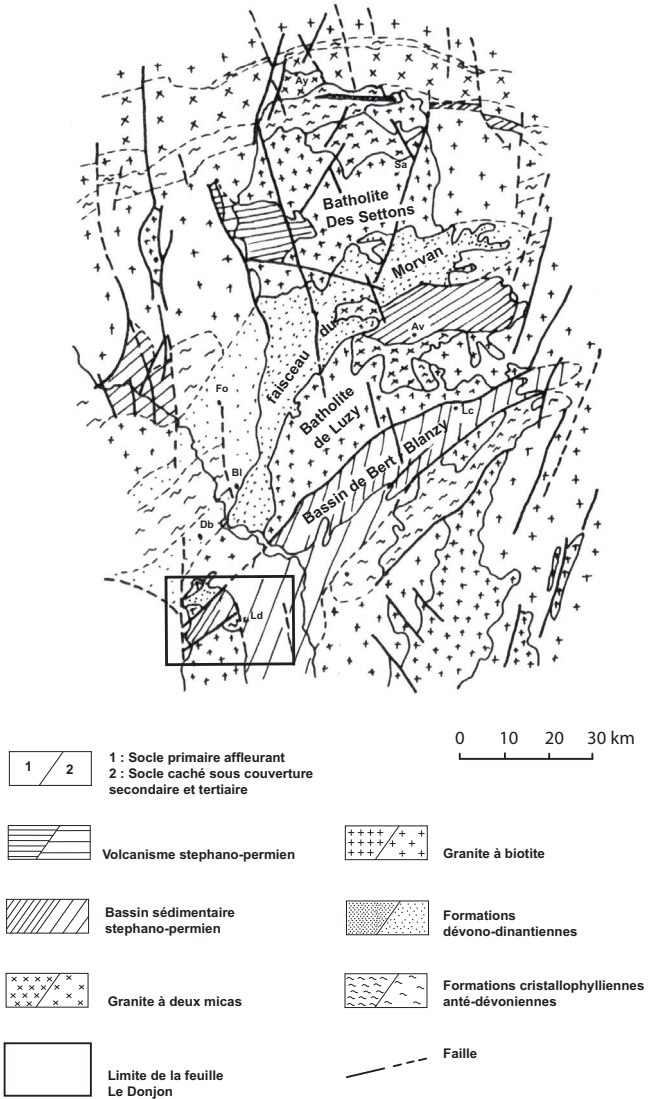 Ay
Sa
Batholite
Des Settons
Morvan
du
faisceau
Av
Fo
Batholite
de Luzy
Lc
Bassin de Bert - Blanzy
Bl
Db
Ld
0 10 20 30 km
1 2
1 : Socle primaire affleurant
2 : Socle caché sous couverture
secondaire et tertiaire
Volcanisme stephano-permien
Granite à biotite
Bassin sédimentaire
stephano-permien
Formations
dévono-dinantiennes
Granite à deux micas
Formations cristallophylliennes
anté-dévoniennes
Limite de la feuille
Le Donjon
Faille